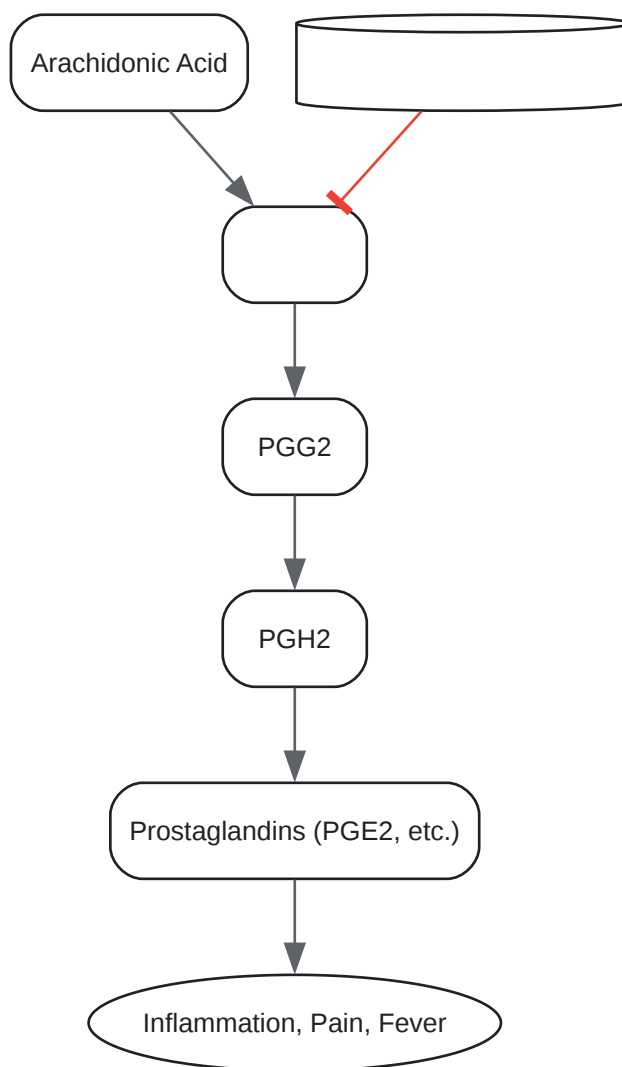 Arachidonic Acid
PGG2
PGH2
Prostaglandins (PGE2, etc.)
Inflammation, Pain, Fever